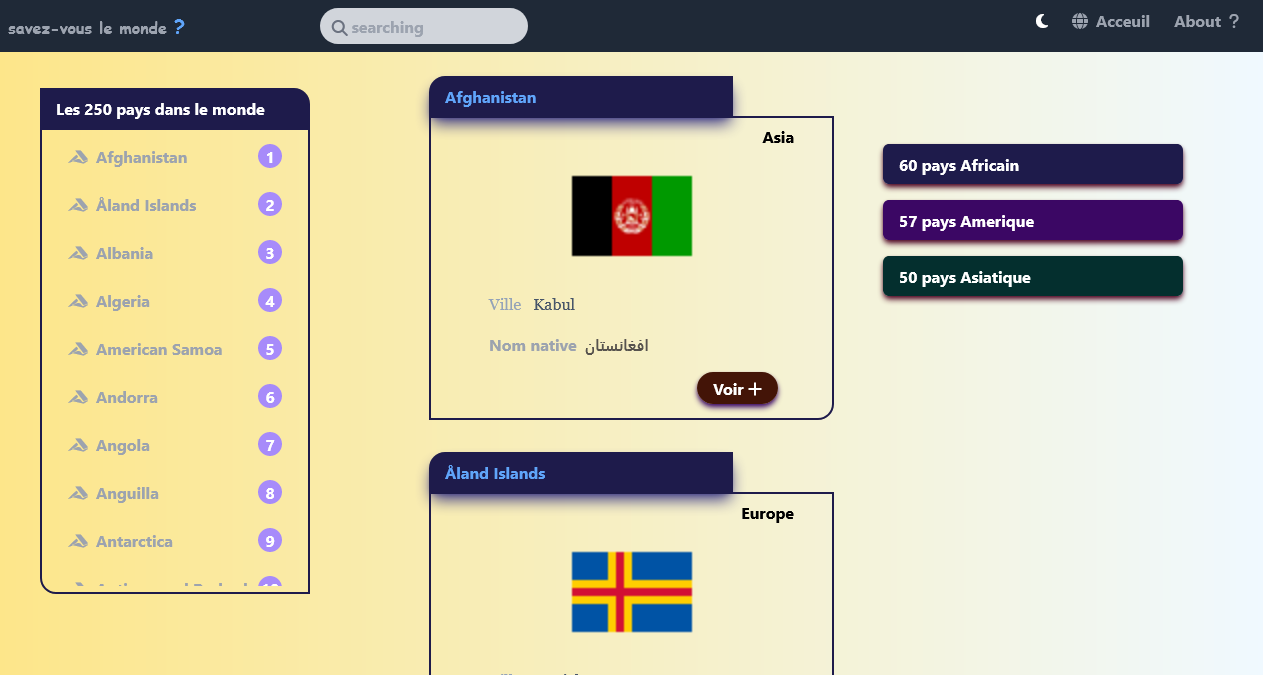 savez-vous le monde ?
searching
Acceuil
About ?
Les 250 pays dans le monde
Afghanistan 1
Åland Islands 2
Albania 3
Algeria 4
American Samoa 5
Andorra 6
Angola 7
Anguilla 8
Antarctica 9
Afghanistan
Asia
Ville Kabul
Nom native افغانستان
Voir +
Åland Islands
Europe
60 pays Africain
57 pays Amerique
50 pays Asiatique